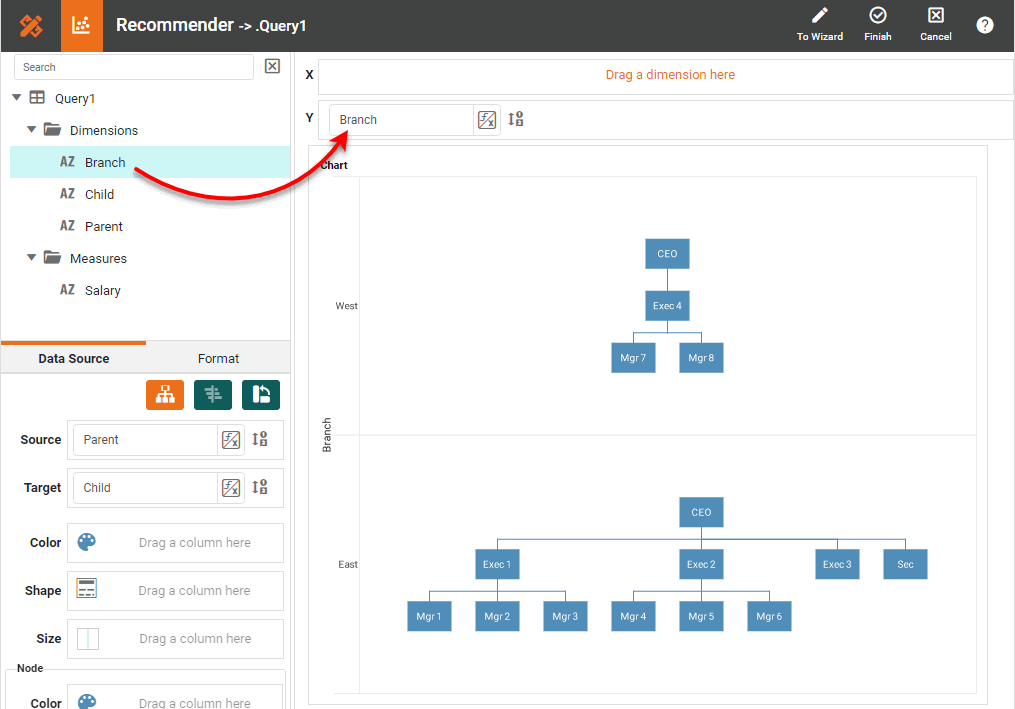 Recommender -> .Query1
To Wizard
Finish
Cancel
?
Search
Query1
Dimensions
AZ Branch
AZ Child
AZ Parent
Measures
AZ Salary
Data Source
Format
Source
Parent
Target
Child
Color
Drag a column here
Shape
Drag a column here
Size
Drag a column here
Node
Color
Drag a column here
X
Drag a dimension here
Y
Branch
Chart
Branch
West
CEO
Exec 4
Mgr 7
Mgr 8
East
CEO
Exec 1
Exec 2
Exec 3
Sec
Mgr 1
Mgr 2
Mgr 3
Mgr 4
Mgr 5
Mgr 6